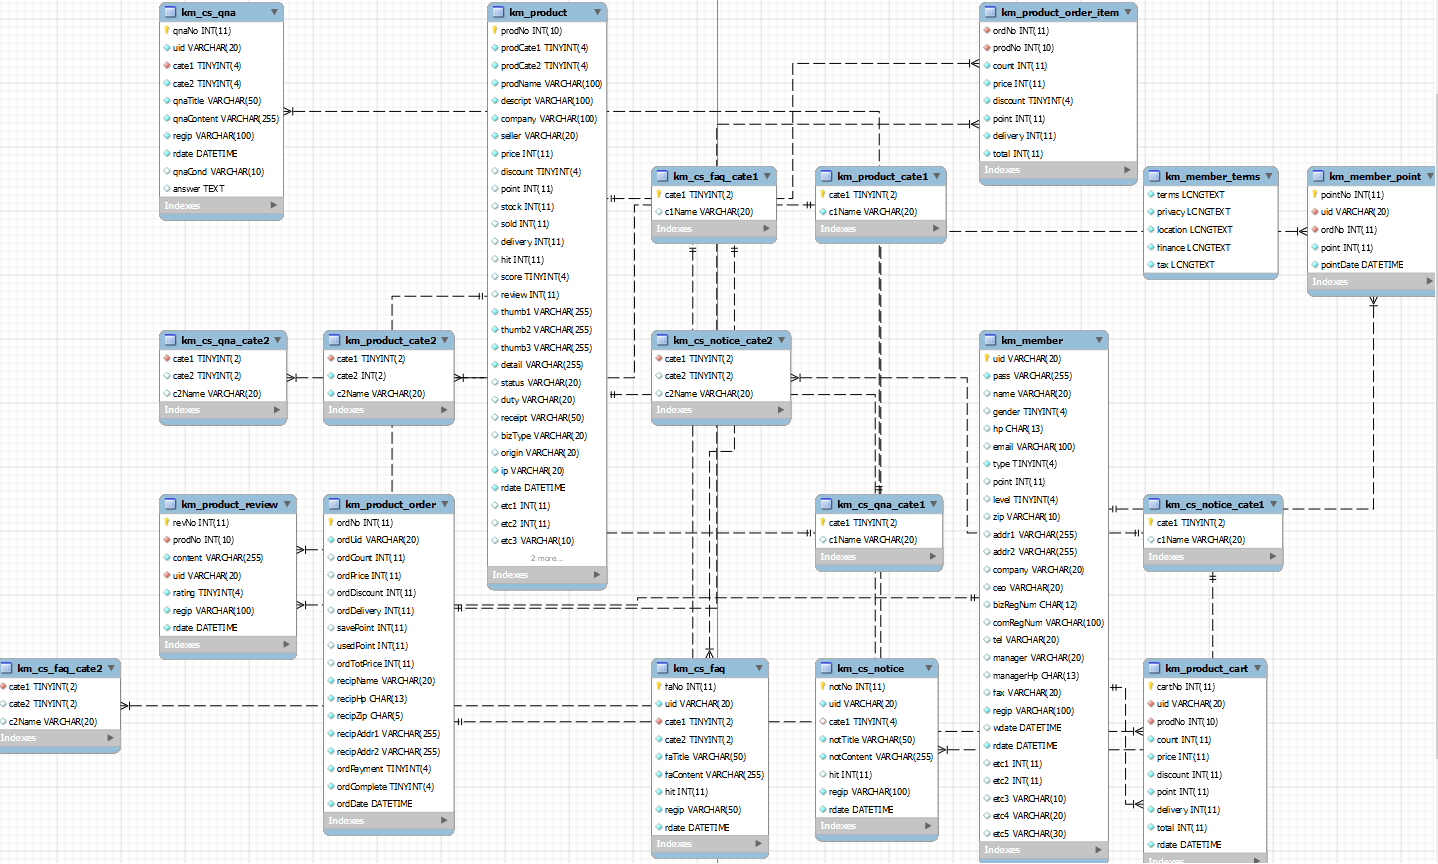 km_cs_qna
qnaNo INT(11)
uid VARCHAR(20)
cate1 TINYINT(4)
cate2 TINYINT(4)
qnaTitle VARCHAR(50)
qnaContent VARCHAR(255)
regip VARCHAR(100)
rdate DATETIME
qnaCond VARCHAR(10)
answer TEXT
Indexes
km_product
prodNo INT(10)
prodCate1 TINYINT(4)
prodCate2 TINYINT(4)
prodName VARCHAR(100)
descript VARCHAR(100)
company VARCHAR(100)
seller VARCHAR(20)
price INT(11)
discount TINYINT(4)
point INT(11)
stock INT(11)
sold INT(11)
delivery INT(11)
hit INT(11)
score TINYINT(4)
review INT(11)
thumb1 VARCHAR(255)
thumb2 VARCHAR(255)
thumb3 VARCHAR(255)
detail VARCHAR(255)
status VARCHAR(20)
duty VARCHAR(20)
receipt VARCHAR(50)
bizType VARCHAR(20)
origin VARCHAR(20)
ip VARCHAR(20)
rdate DATETIME
etc1 INT(11)
etc2 INT(11)
etc3 VARCHAR(10)
2 more...
Indexes
km_product_order_item
ordNo INT(11)
prodNo INT(10)
count INT(11)
price INT(11)
discount TINYINT(4)
point INT(11)
delivery INT(11)
total INT(11)
Indexes
km_cs_faq_cate1
cate1 TINYINT(2)
c1Name VARCHAR(20)
Indexes
km_product_cate1
cate1 TINYINT(2)
c1Name VARCHAR(20)
Indexes
km_member_terms
terms LONGTEXT
privacy LONGTEXT
location LONGTEXT
finance LONGTEXT
tax LONGTEXT
km_member_point
pointNo INT(11)
uid VARCHAR(20)
ordNo INT(11)
point INT(11)
pointDate DATETIME
Indexes
km_cs_qna_cate2
cate1 TINYINT(2)
cate2 TINYINT(2)
c2Name VARCHAR(20)
Indexes
km_product_cate2
cate1 TINYINT(2)
cate2 INT(2)
c2Name VARCHAR(20)
Indexes
km_cs_notice_cate2
cate1 TINYINT(2)
cate2 TINYINT(2)
c2Name VARCHAR(20)
Indexes
km_member
uid VARCHAR(20)
pass VARCHAR(255)
name VARCHAR(20)
gender TINYINT(4)
hp CHAR(13)
email VARCHAR(100)
type TINYINT(4)
point INT(11)
level TINYINT(4)
zip VARCHAR(10)
addr1 VARCHAR(255)
addr2 VARCHAR(255)
company VARCHAR(20)
ceo VARCHAR(20)
bizRegNum CHAR(12)
comRegNum VARCHAR(100)
tel VARCHAR(20)
manager VARCHAR(20)
managerHp CHAR(13)
fax VARCHAR(20)
regip VARCHAR(100)
wdate DATETIME
rdate DATETIME
etc1 INT(11)
etc2 INT(11)
etc3 VARCHAR(10)
etc4 VARCHAR(20)
etc5 VARCHAR(30)
Indexes
km_product_review
revNo INT(11)
prodNo INT(10)
content VARCHAR(255)
uid VARCHAR(20)
rating TINYINT(4)
regip VARCHAR(100)
rdate DATETIME
Indexes
km_product_order
ordNo INT(11)
ordUid VARCHAR(20)
ordCount INT(11)
ordPrice INT(11)
ordDiscount INT(11)
ordDelivery INT(11)
savePoint INT(11)
usedPoint INT(11)
ordTotPrice INT(11)
recipName VARCHAR(20)
recipHp CHAR(13)
recipZip CHAR(5)
recipAddr1 VARCHAR(255)
recipAddr2 VARCHAR(255)
ordPayment TINYINT(4)
ordComplete TINYINT(4)
ordDate DATETIME
Indexes
km_cs_qna_cate1
cate1 TINYINT(2)
c1Name VARCHAR(20)
Indexes
km_cs_notice_cate1
cate1 TINYINT(2)
c1Name VARCHAR(20)
Indexes
km_cs_faq_cate2
cate1 TINYINT(2)
cate2 TINYINT(2)
c2Name VARCHAR(20)
Indexes
km_cs_faq
faNo INT(11)
uid VARCHAR(20)
cate1 TINYINT(2)
cate2 TINYINT(2)
faTitle VARCHAR(50)
faContent VARCHAR(255)
hit INT(11)
regip VARCHAR(50)
rdate DATETIME
Indexes
km_cs_notice
notNo INT(11)
uid VARCHAR(20)
cate1 TINYINT(4)
notTitle VARCHAR(50)
notContent VARCHAR(255)
hit INT(11)
regip VARCHAR(100)
rdate DATETIME
Indexes
km_product_cart
cartNo INT(11)
uid VARCHAR(20)
prodNo INT(10)
count INT(11)
price INT(11)
discount INT(11)
point INT(11)
delivery INT(11)
total INT(11)
rdate DATETIME
Indexes